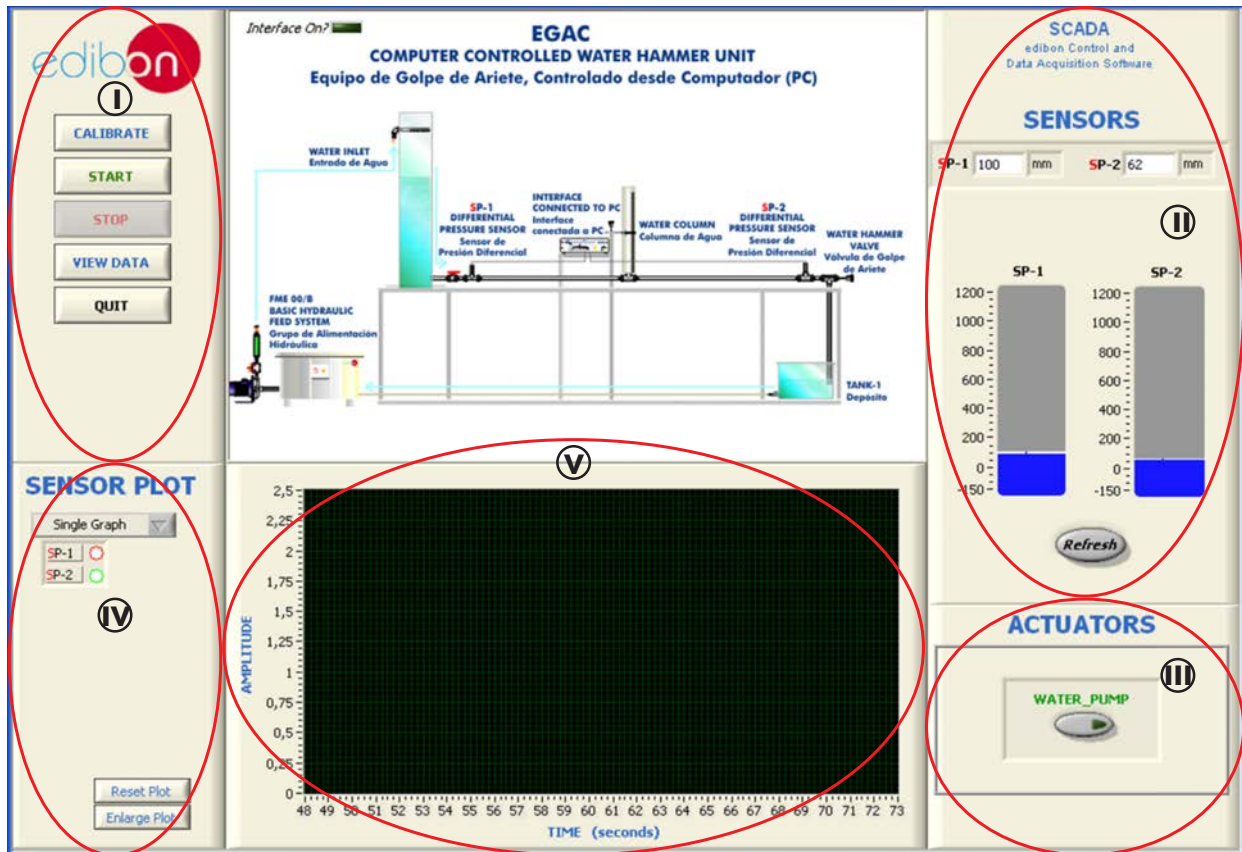 edibon
I
CALIBRATE
START
STOP
VIEW DATA
QUIT
Interface On?
EGAC
COMPUTER CONTROLLED WATER HAMMER UNIT
Equipo de Golpe de Ariete, Controlado desde Computador (PC)
WATER INLET
Entrada de Agua
SP-1
DIFFERENTIAL
PRESSURE SENSOR
Sensor de
Presión Diferencial
INTERFACE
CONNECTED TO PC
Interface
conectada a PC
WATER COLUMN
Columna de Agua
SP-2
DIFFERENTIAL
PRESSURE SENSOR
Sensor de
Presión Diferencial
WATER HAMMER
VALVE
Válvula de Golpe
de Ariete
FME 00/B
BASIC HYDRAULIC
FEED SYSTEM
Grupo de Alimentación
Hidráulica
TANK-1
Depósito
SCADA
edibon Control and
Data Acquisition Software
SENSORS
SP-1 100 mm SP-2 62 mm
II
SP-1 SP-2
1200 1200
1000 1000
800 800
600 600
400 400
200 200
0 0
-150 -150
Refresh
SENSOR PLOT
Single Graph
SP-1
SP-2
IV
Reset Plot
Enlarge Plot
V
AMPLITUDE
2,5
2,25
2
1,75
1,5
1,25
1
0,75
0,5
0,25
0
48 49 50 51 52 53 54 55 56 57 58 59 60 61 62 63 64 65 66 67 68 69 70 71 72 73
TIME (seconds)
ACTUATORS
III
WATER_PUMP